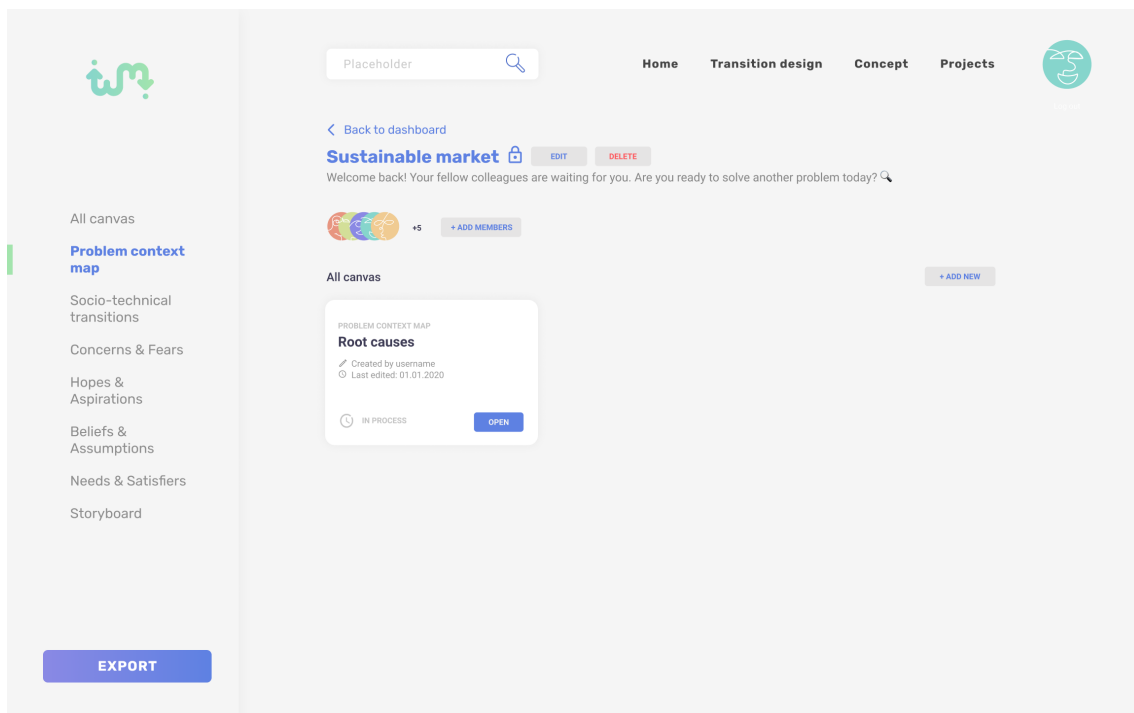 Placeholder
Home
Transition design
Concept
Projects
Back to dashboard
Sustainable market
EDIT
DELETE
Welcome back! Your fellow colleagues are waiting for you. Are you ready to solve another problem today?
+5
+ ADD MEMBERS
All canvas
+ ADD NEW
PROBLEM CONTEXT MAP
Root causes
Created by username
Last edited: 01.01.2020
IN PROCESS
OPEN
All canvas
Problem context
map
Socio-technical
transitions
Concerns & Fears
Hopes &
Aspirations
Beliefs &
Assumptions
Needs & Satisfiers
Storyboard
EXPORT